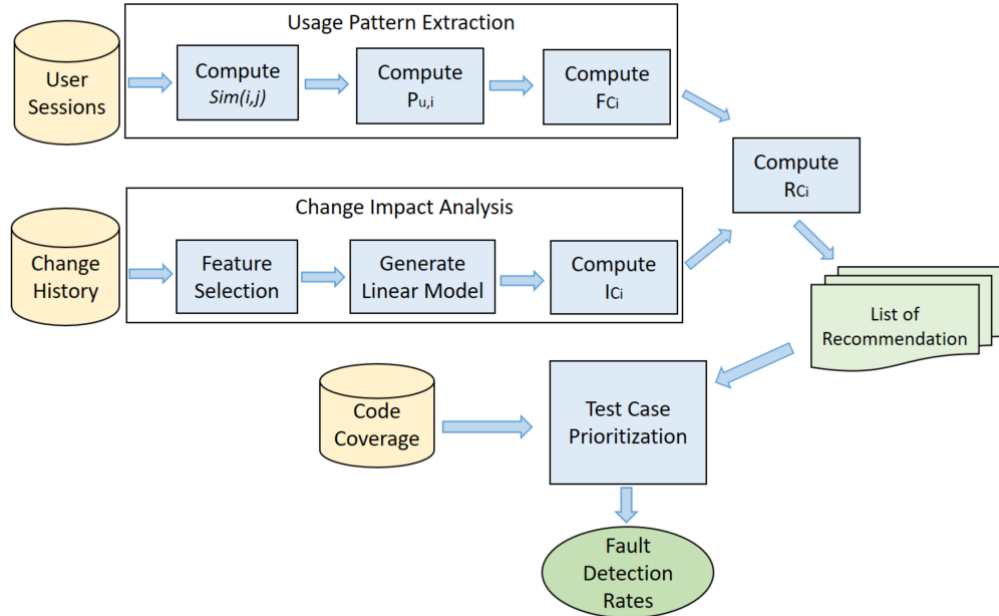 Usage Pattern Extraction
User
Sessions
Compute
Sim(i,j)
Compute
Pu,i
Compute
FCi
Compute
RCi
Change Impact Analysis
Change
History
Feature
Selection
Generate
Linear Model
Compute
ICi
List of
Recommendation
Code
Coverage
Test Case
Prioritization
Fault
Detection
Rates